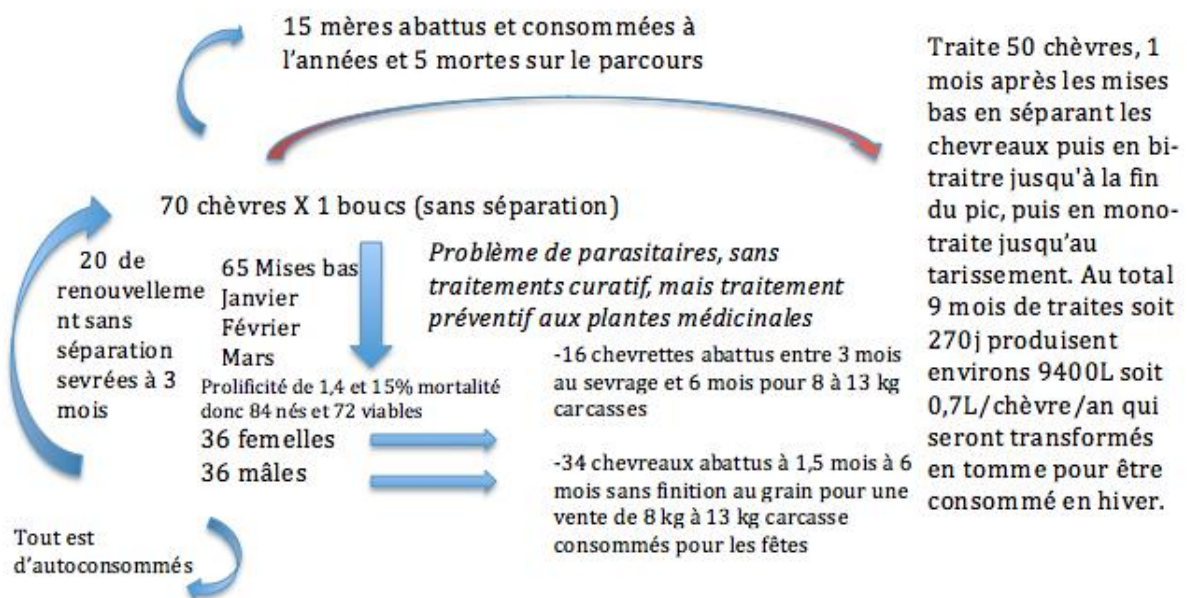 15 mères abattus et consommées à
l'années et 5 mortes sur le parcours
70 chèvres X 1 boucs (sans séparation)
20 de
renouvelleme
nt sans
séparation
sevrées à 3
mois
65 Mises bas
Janvier
Février
Mars
Prolificité de 1,4 et 15% mortalité
donc 84 nés et 72 viables
36 femelles
36 mâles
Problème de parasitaires, sans
traitements curatif, mais traitement
préventif aux plantes médicinales
-16 chevrettes abattus entre 3 mois
au sevrage et 6 mois pour 8 à 13 kg
carcasses
-34 chevreaux abattus à 1,5 mois à 6
mois sans finition au grain pour une
vente de 8 kg à 13 kg carcasse
consommés pour les fêtes
Tout est
d'autoconsommés
Traite 50 chèvres, 1
mois après les mises
bas en séparant les
chevreaux puis en bi-
traitre jusqu'à la fin
du pic, puis en mono-
traite jusqu'au
tarissement. Au total
9 mois de traites soit
270j produisent
environs 9400L soit
0,7L/chèvre/an qui
seront transformés
en tomme pour être
consommé en hiver.